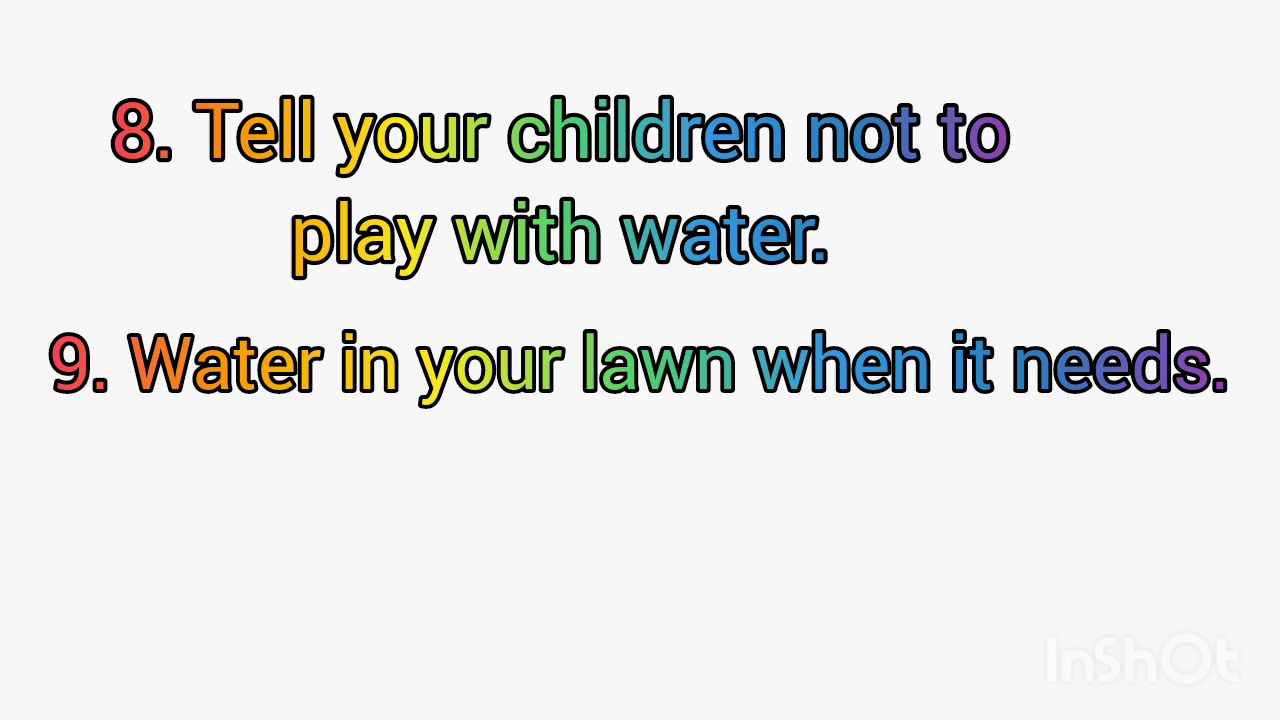 8. Tell your children not to
play with water.
9. Water in your lawn when it needs.
InShOt